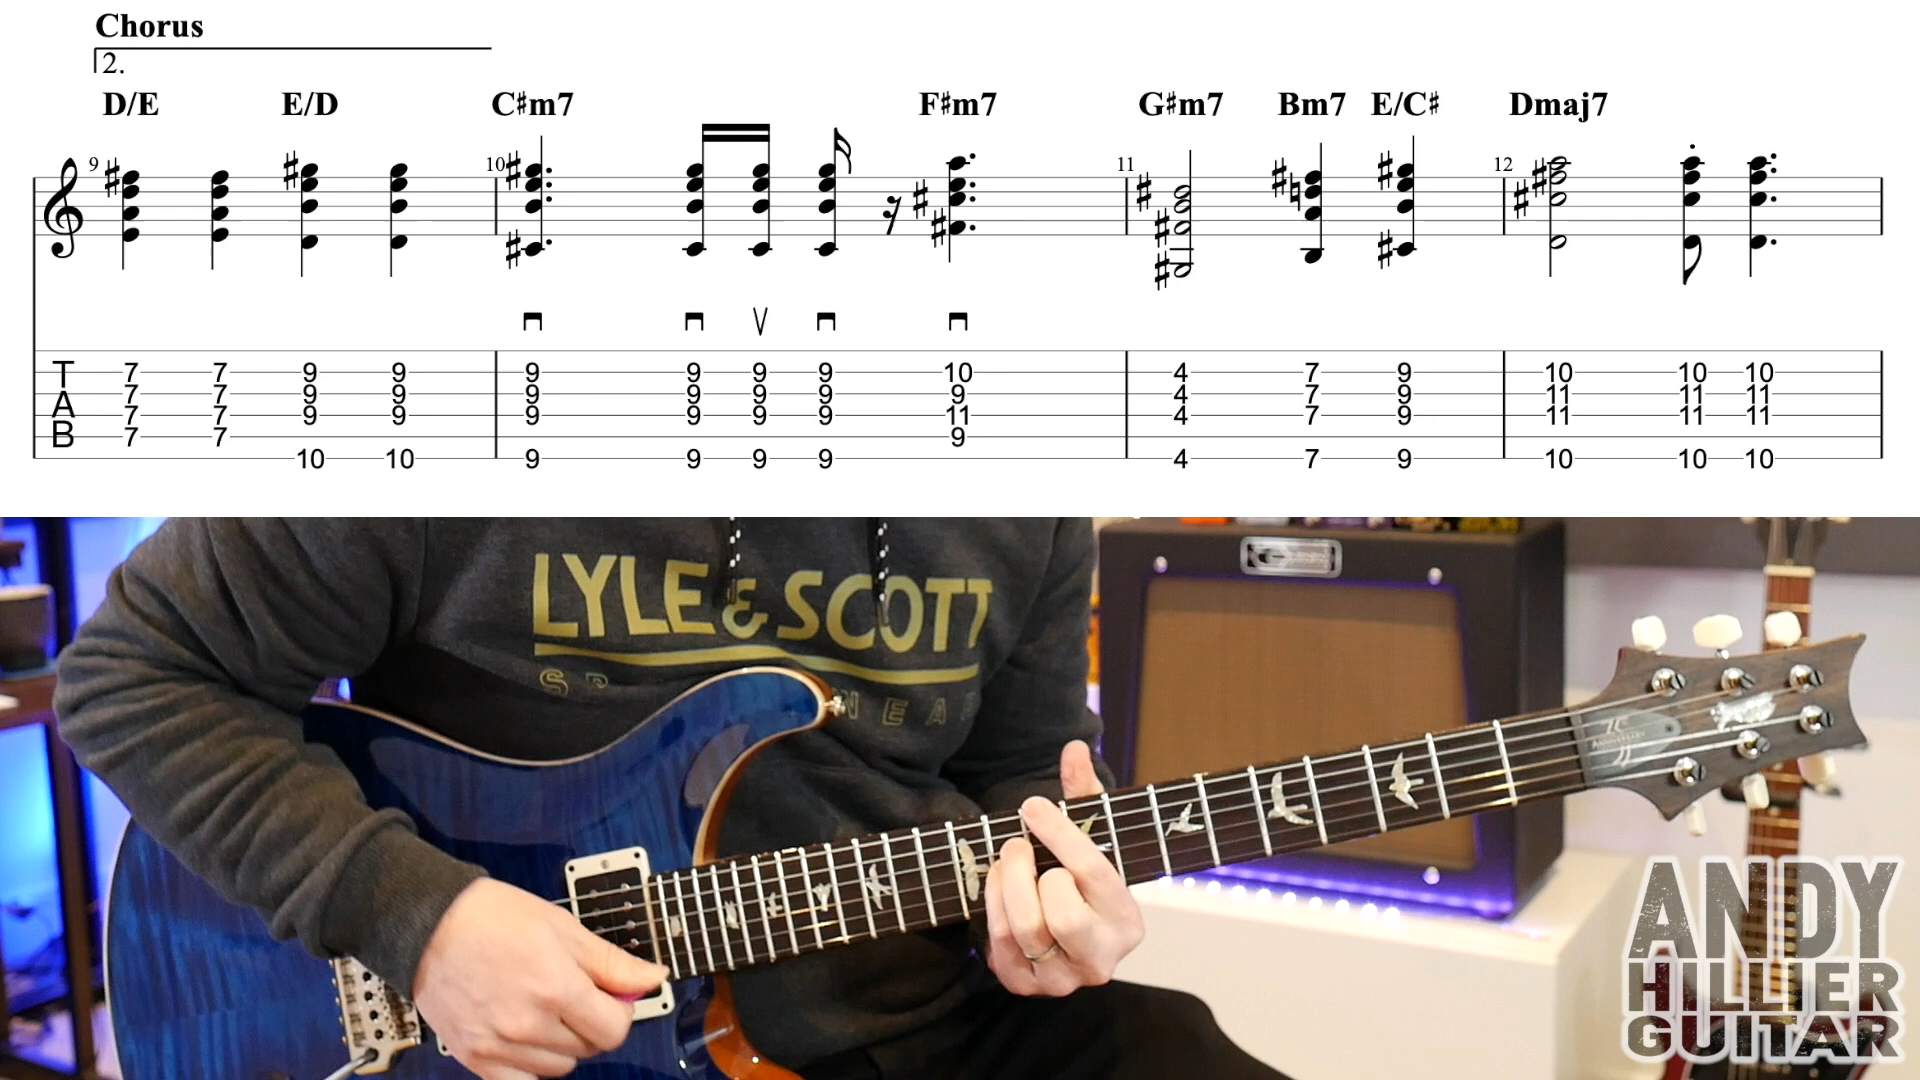 Chorus
2.
D/E E/D C♯m7 F♯m7 G♯m7 Bm7 E/C♯ Dmaj7
9 10 11 12
T 7 7 9 9 9 9 9 9 10 4 7 9 10 10 10
7 7 9 9 9 9 9 9 9 4 7 9 11 11 11
A 7 7 9 9 9 9 9 9 11 4 7 9 11 11 11
B 7 7 9
10 10 9 9 9 9 4 7 9 10 10 10
LYLE & SCOTT
ANDY
HILLIER
GUITAR